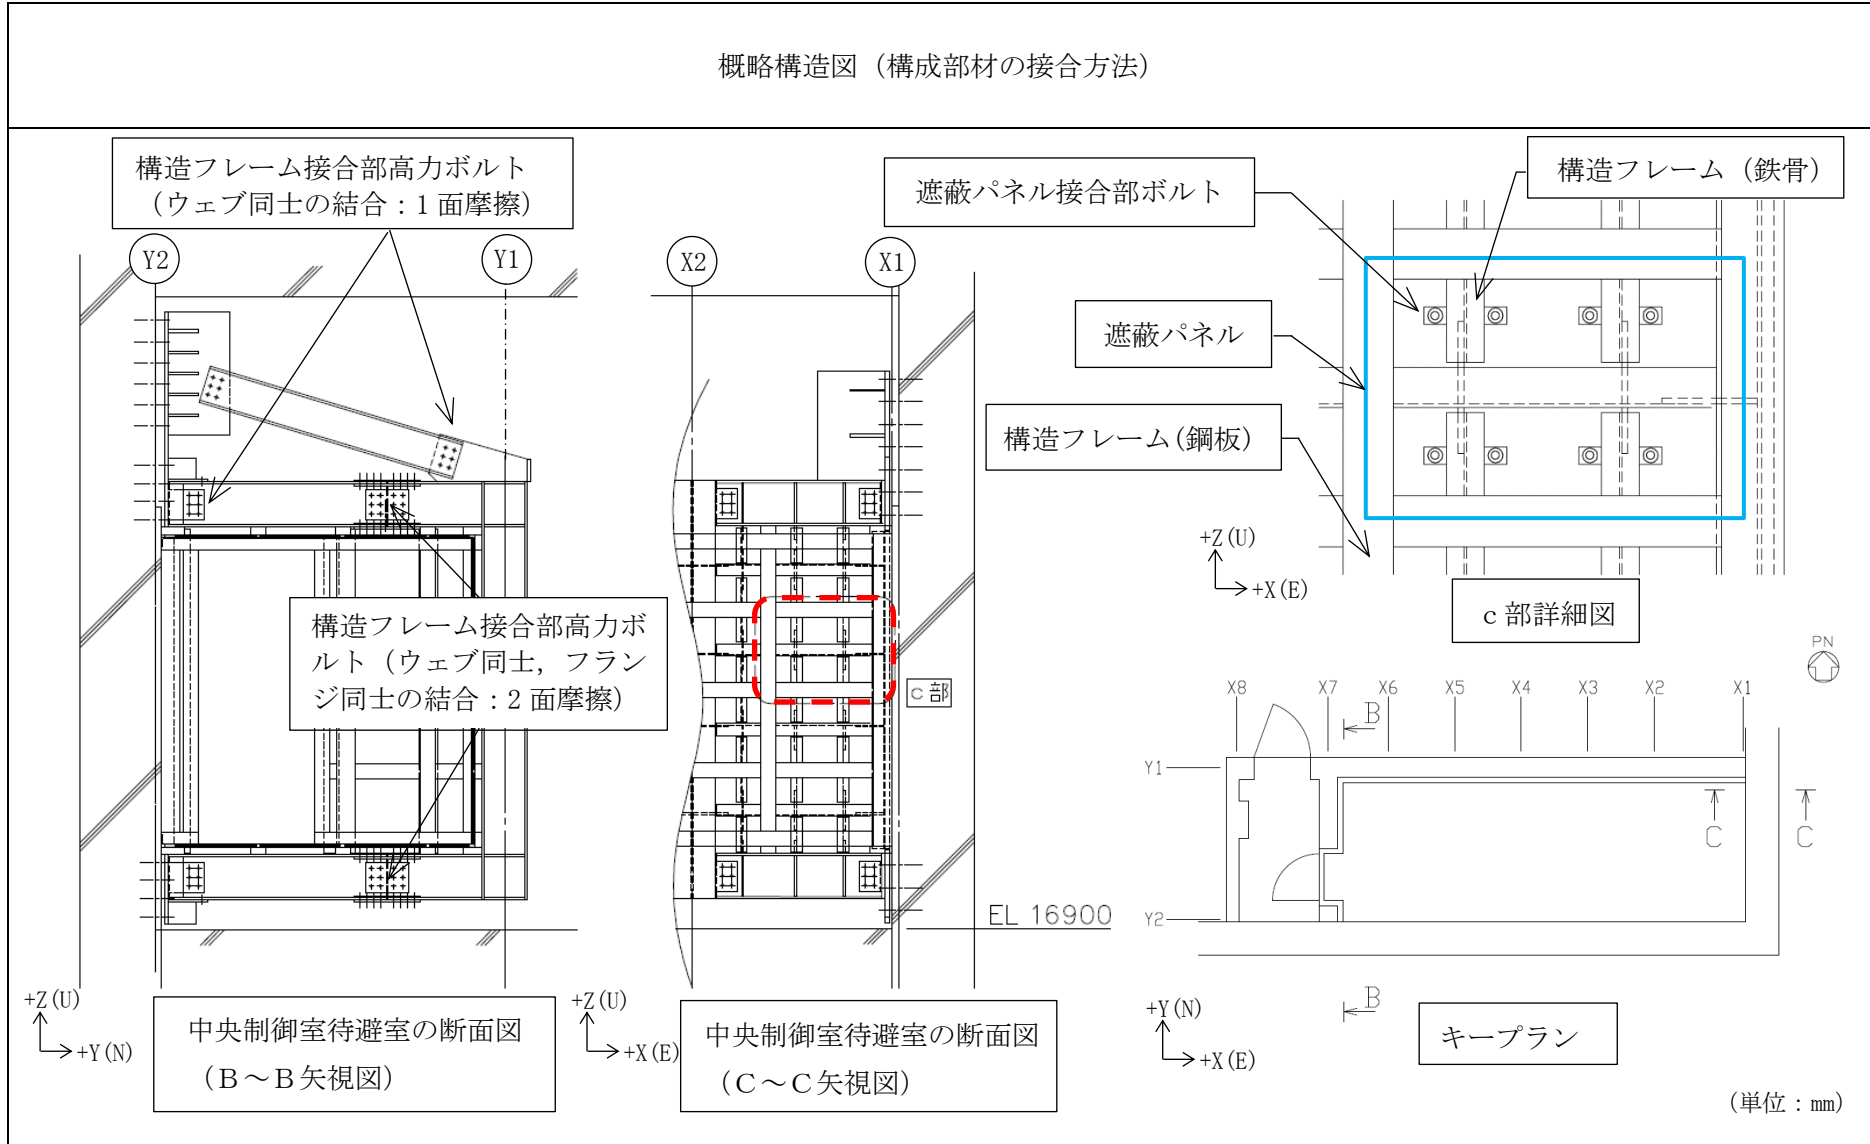 概略構造図（構成部材の接合方法）
構造フレーム接合部高力ボルト
（ウェブ同士の結合：1 面摩擦）
遮蔽パネル接合部ボルト
構造フレーム（鉄骨）
Y2
Y1
X2
X1
遮蔽パネル
構造フレーム(鋼板)
+Z(U)
+X(E)
ｃ部詳細図
構造フレーム接合部高力ボ
ルト（ウェブ同士，フラン
ジ同士の結合：2 面摩擦）
c 部
PN
X8
X7
X6
X5
X4
X3
X2
X1
B
Y1
C
C
Y2
EL 16900
B
+Z(U)
+Y(N)
中央制御室待避室の断面図
（Ｂ～Ｂ矢視図）
+Z(U)
+X(E)
中央制御室待避室の断面図
（Ｃ～Ｃ矢視図）
+Y(N)
+X(E)
キープラン
（単位：mm）